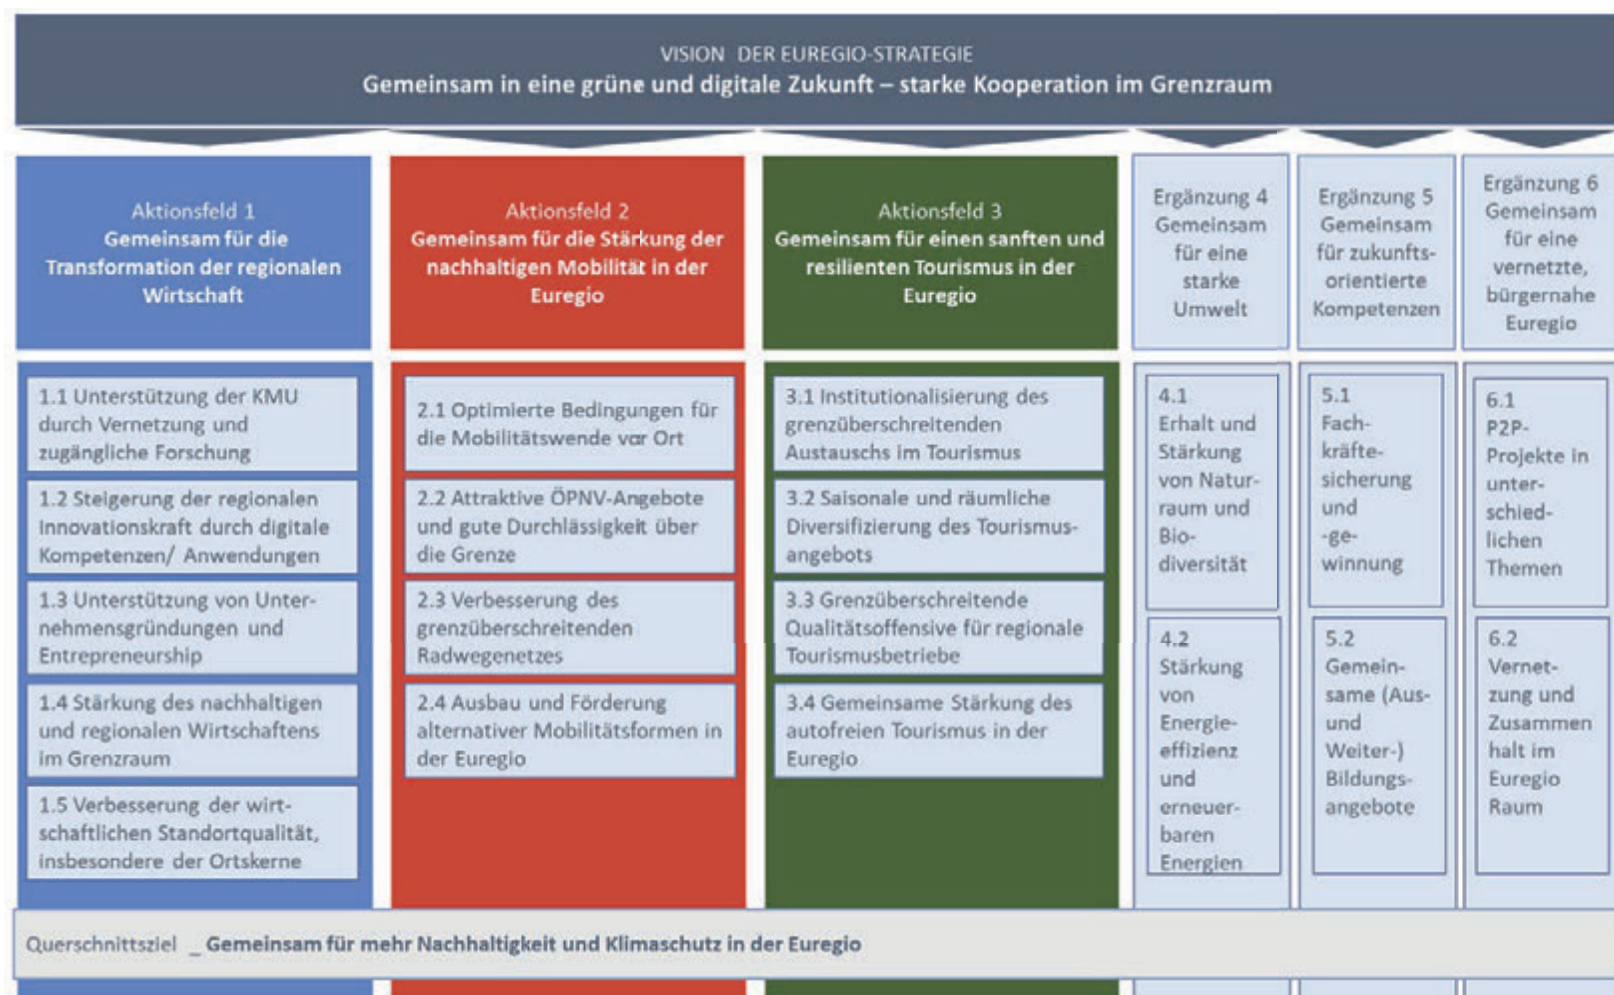 VISION DER EUREGIO-STRATEGIE
Gemeinsam in eine grüne und digitale Zukunft – starke Kooperation im Grenzraum
Aktionsfeld 1
Gemeinsam für die
Transformation der regionalen
Wirtschaft
Aktionsfeld 2
Gemeinsam für die Stärkung der
nachhaltigen Mobilität in der
Euregio
Aktionsfeld 3
Gemeinsam für einen sanften und
resilienten Tourismus in der
Euregio
Ergänzung 4
Gemeinsam
für eine
starke
Umwelt
Ergänzung 5
Gemeinsam
für zukunfts-
orientierte
Kompetenzen
Ergänzung 6
Gemeinsam
für eine
vernetzte,
bürgernahe
Euregio
1.1 Unterstützung der KMU
durch Vernetzung und
zugängliche Forschung
1.2 Steigerung der regionalen
Innovationskraft durch digitale
Kompetenzen/ Anwendungen
1.3 Unterstützung von Unter-
nehmensgründungen und
Entrepreneurship
1.4 Stärkung des nachhaltigen
und regionalen Wirtschaftens
im Grenzraum
1.5 Verbesserung der wirt-
schaftlichen Standortqualität,
insbesondere der Ortskerne
2.1 Optimierte Bedingungen für
die Mobilitätswende vor Ort
2.2 Attraktive ÖPNV-Angebote
und gute Durchlässigkeit über
die Grenze
2.3 Verbesserung des
grenzüberschreitenden
Radwegenetzes
2.4 Ausbau und Förderung
alternativer Mobilitätsformen in
der Euregio
3.1 Institutionalisierung des
grenzüberschreitenden
Austauschs im Tourismus
3.2 Saisonale und räumliche
Diversifizierung des Tourismus-
angebots
3.3 Grenzüberschreitende
Qualitätsoffensive für regionale
Tourismusbetriebe
3.4 Gemeinsame Stärkung des
autofreien Tourismus in der
Euregio
4.1
Erhalt und
Stärkung
von Natur-
raum und
Bio-
diversität
4.2
Stärkung
von
Energie-
effizienz
und
erneuer-
baren
Energien
5.1
Fach-
kräfte-
sicherung
und
-ge-
winnung
5.2
Gemein-
same (Aus-
und
Weiter-)
Bildungs-
angebote
6.1
P2P-
Projekte in
unter-
schied-
lichen
Themen
6.2
Vernet-
zung und
Zusammen
halt im
Euregio
Raum
Querschnittsziel _ Gemeinsam für mehr Nachhaltigkeit und Klimaschutz in der Euregio